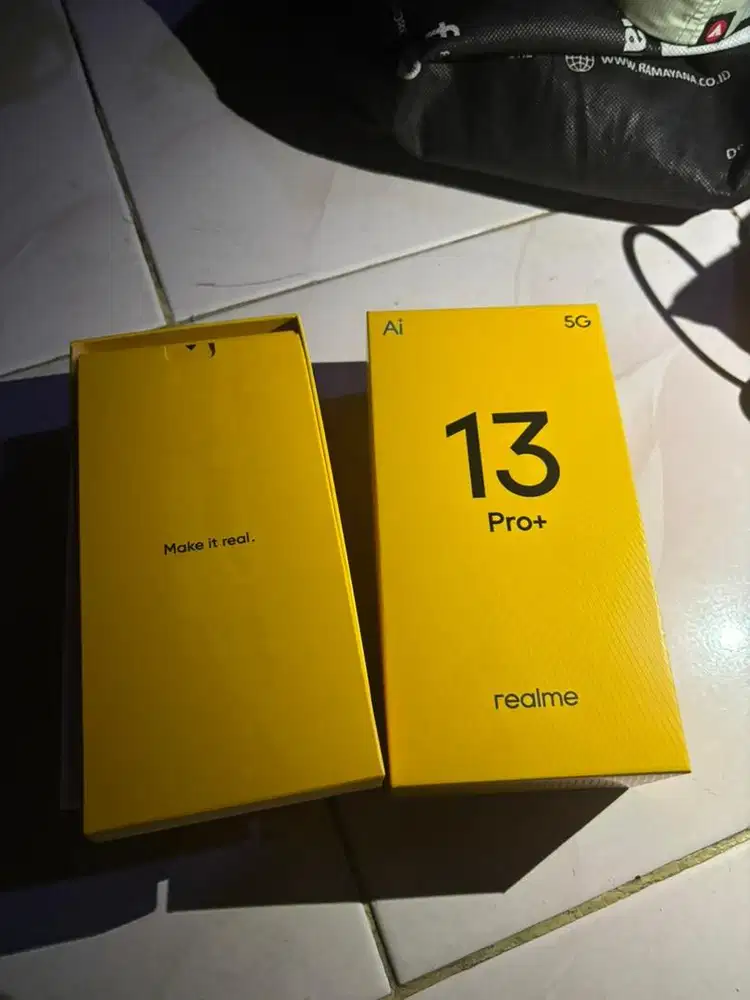 WWW.RAMAYANA.CO.ID
Ai
5G
13
Pro+
realme
Make it real.